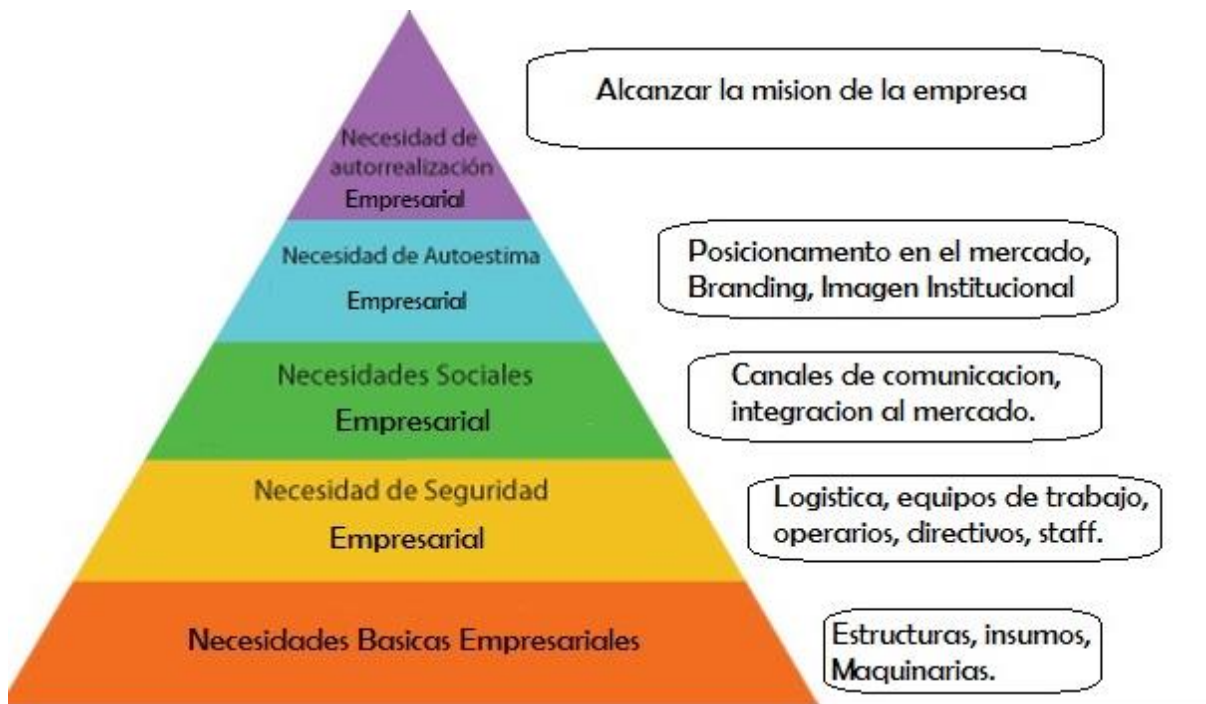 Alcanzar la mision de la empresa
Necesidad de
autorrealización
Empresarial
Necesidad de Autoestima
Empresarial
Posicionamento en el mercado,
Branding, Imagen Institucional
Necesidades Sociales
Empresarial
Canales de comunicacion,
integracion al mercado.
Necesidad de Seguridad
Empresarial
Logistica, equipos de trabajo,
operarios, directivos, staff.
Necesidades Basicas Empresariales
Estructuras, insumos,
Maquinarias.